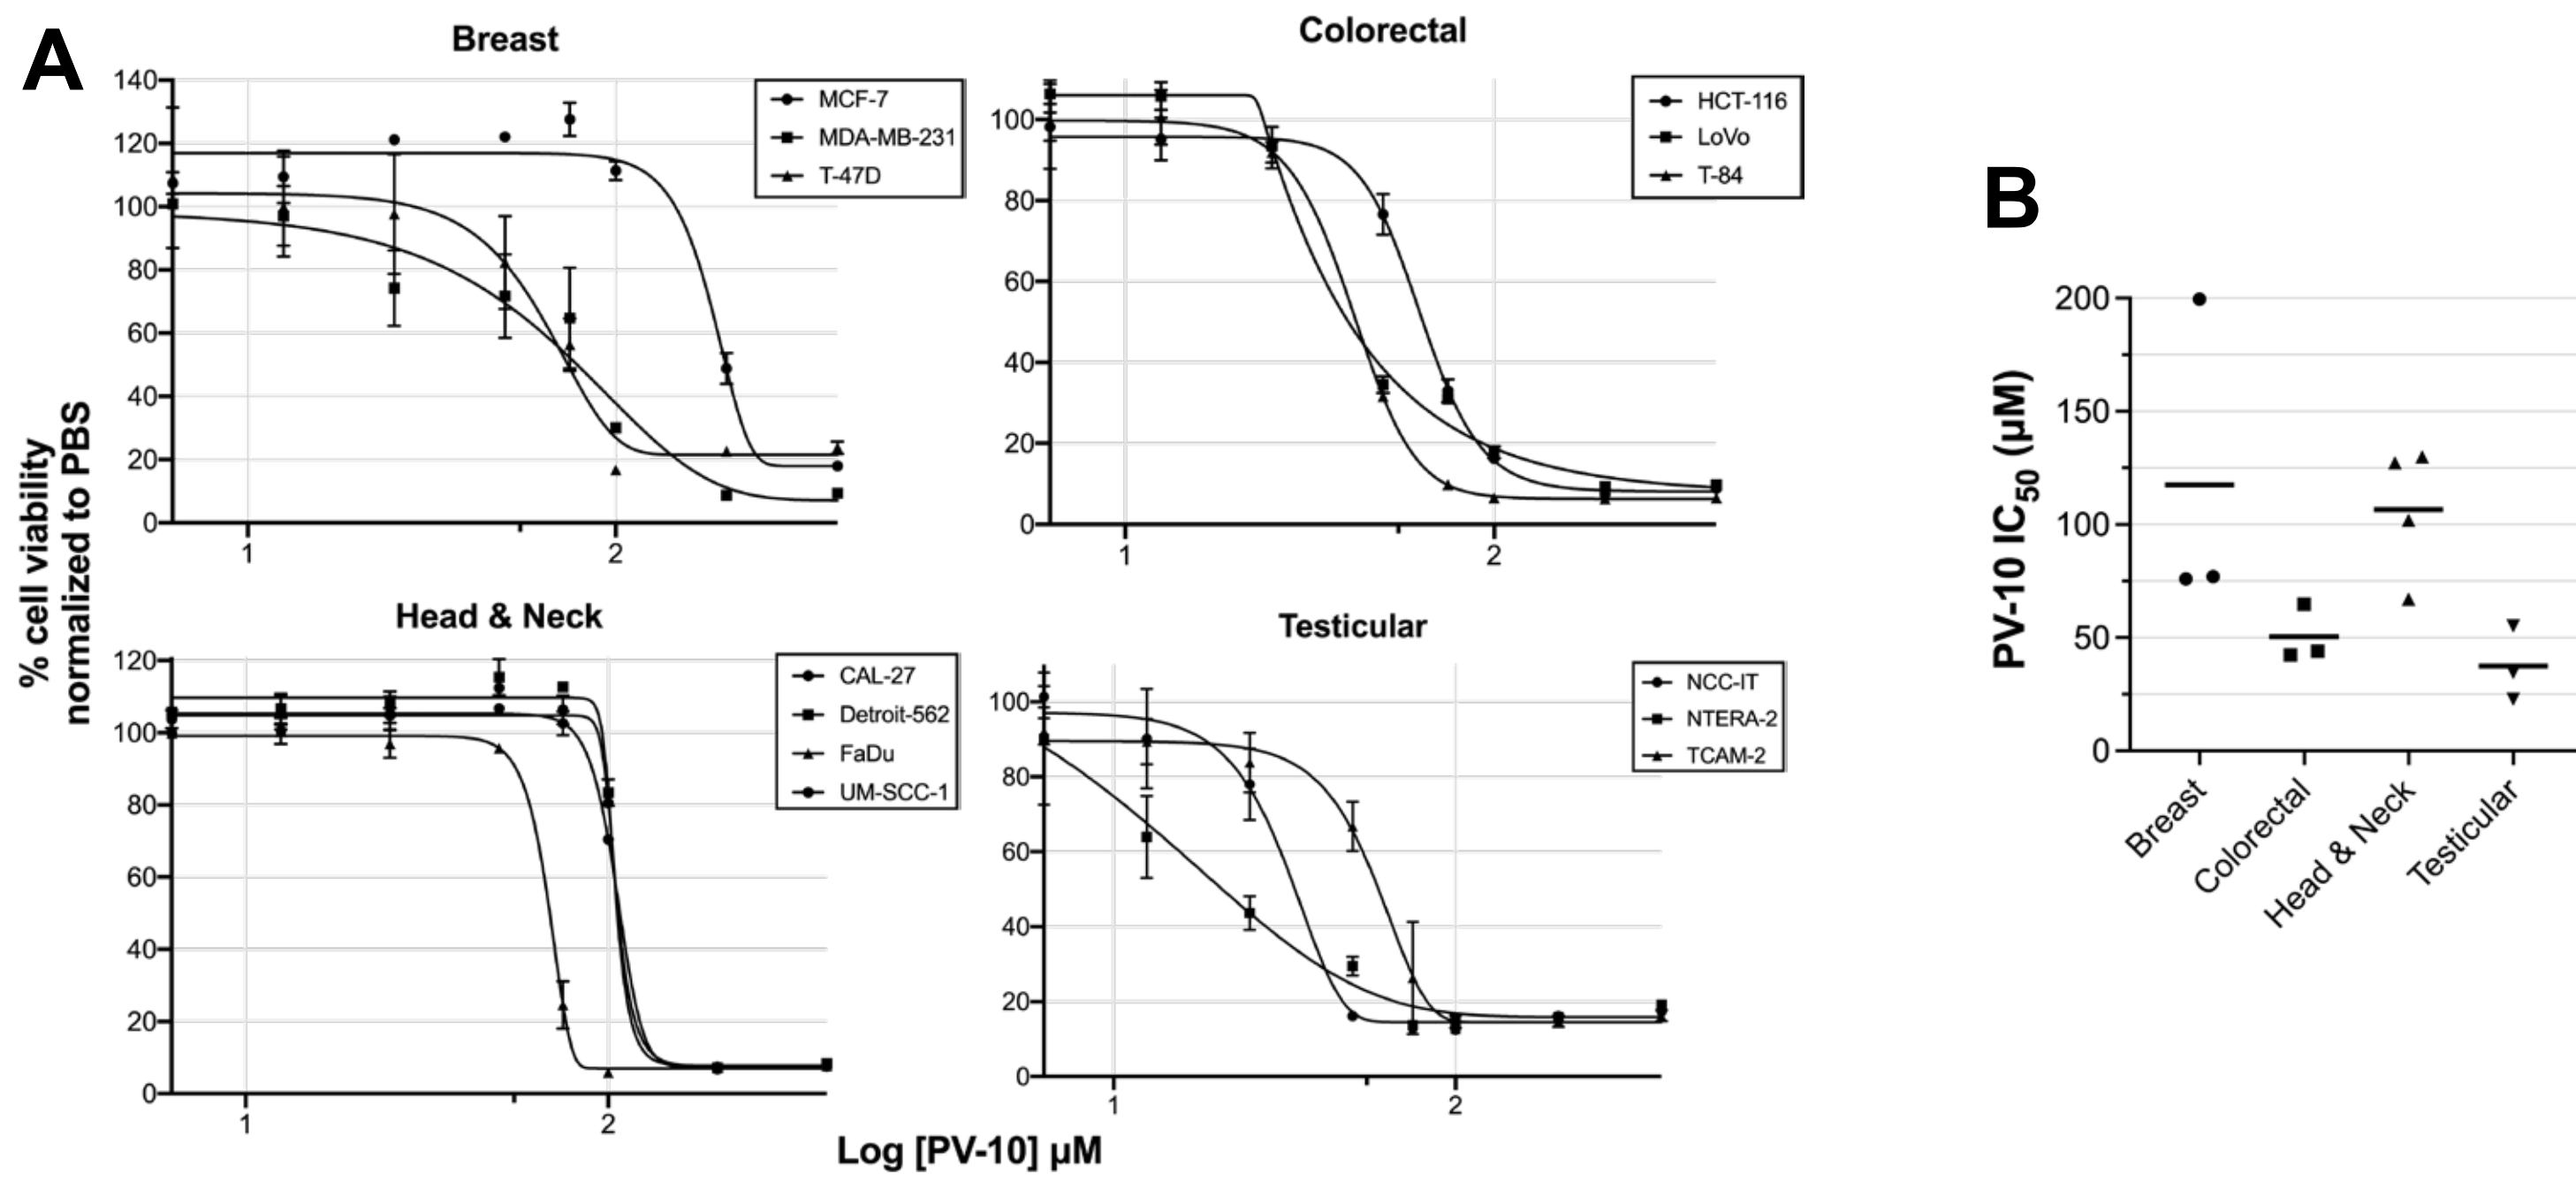 A
Breast
140
120
100
80
60
40
20
0
1
2
MCF-7
MDA-MB-231
T-47D
Colorectal
100
80
60
40
20
0
1
2
HCT-116
LoVo
T-84
% cell viability
normalized to PBS
Head & Neck
120
100
80
60
40
20
0
1
2
CAL-27
Detroit-562
FaDu
UM-SCC-1
Testicular
100
80
60
40
20
0
1
2
NCC-IT
NTERA-2
TCAM-2
Log [PV-10] μM
B
PV-10 IC50 (μM)
200
150
100
50
0
Breast
Colorectal
Head & Neck
Testicular